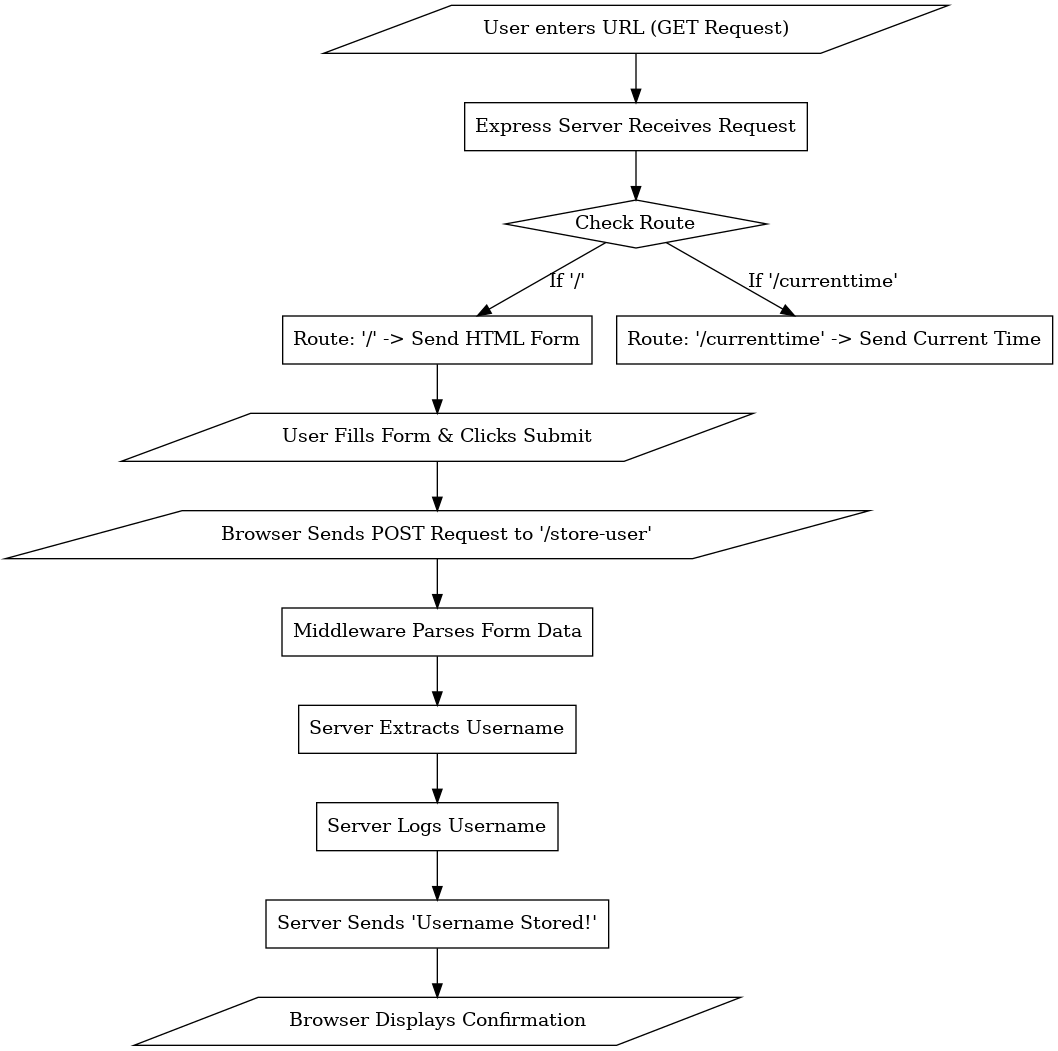 User enters URL (GET Request)
Express Server Receives Request
Check Route
If '/'
If '/currenttime'
Route: '/' -> Send HTML Form
Route: '/currenttime' -> Send Current Time
User Fills Form & Clicks Submit
Browser Sends POST Request to '/store-user'
Middleware Parses Form Data
Server Extracts Username
Server Logs Username
Server Sends 'Username Stored!'
Browser Displays Confirmation